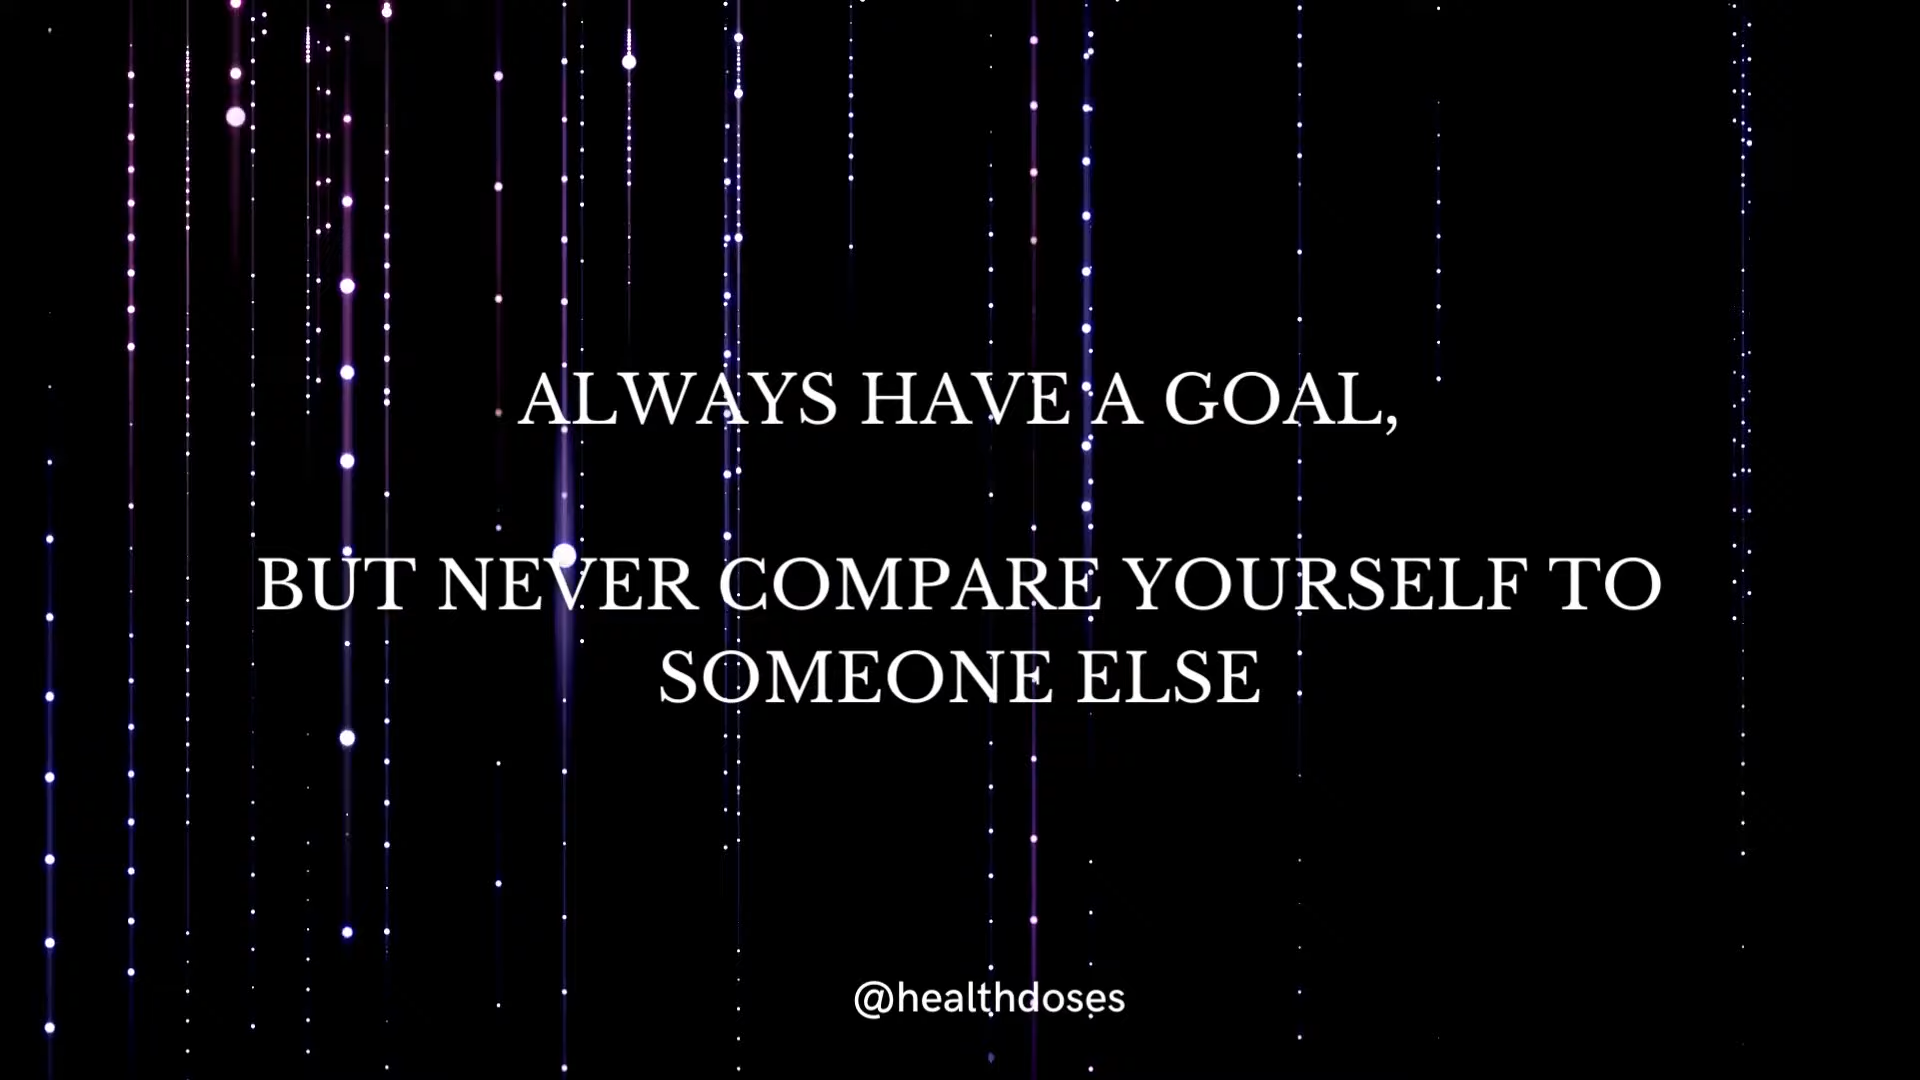 ALWAYS HAVE A GOAL,
BUT NEVER COMPARE YOURSELF TO
SOMEONE ELSE
@healthdoses